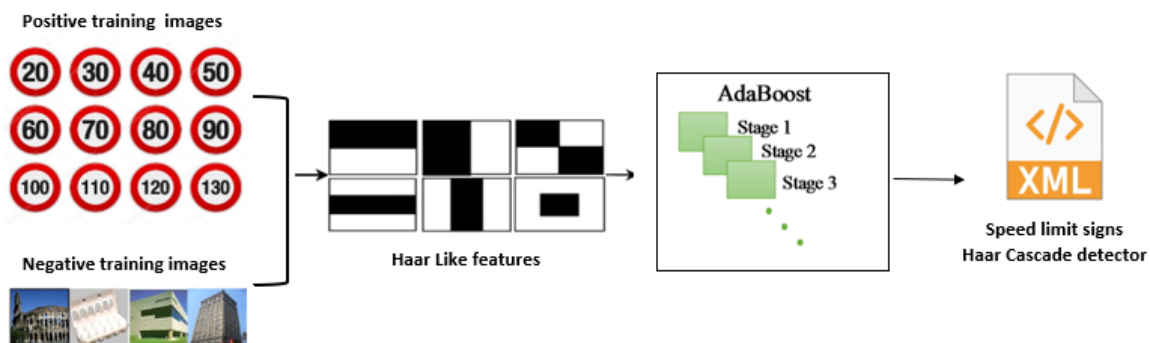 Positive training images
20 30 40 50
60 70 80 90
100 110 120 130
Negative training images
Haar Like features
AdaBoost
Stage 1
Stage 2
Stage 3
</>
XML
Speed limit signs
Haar Cascade detector